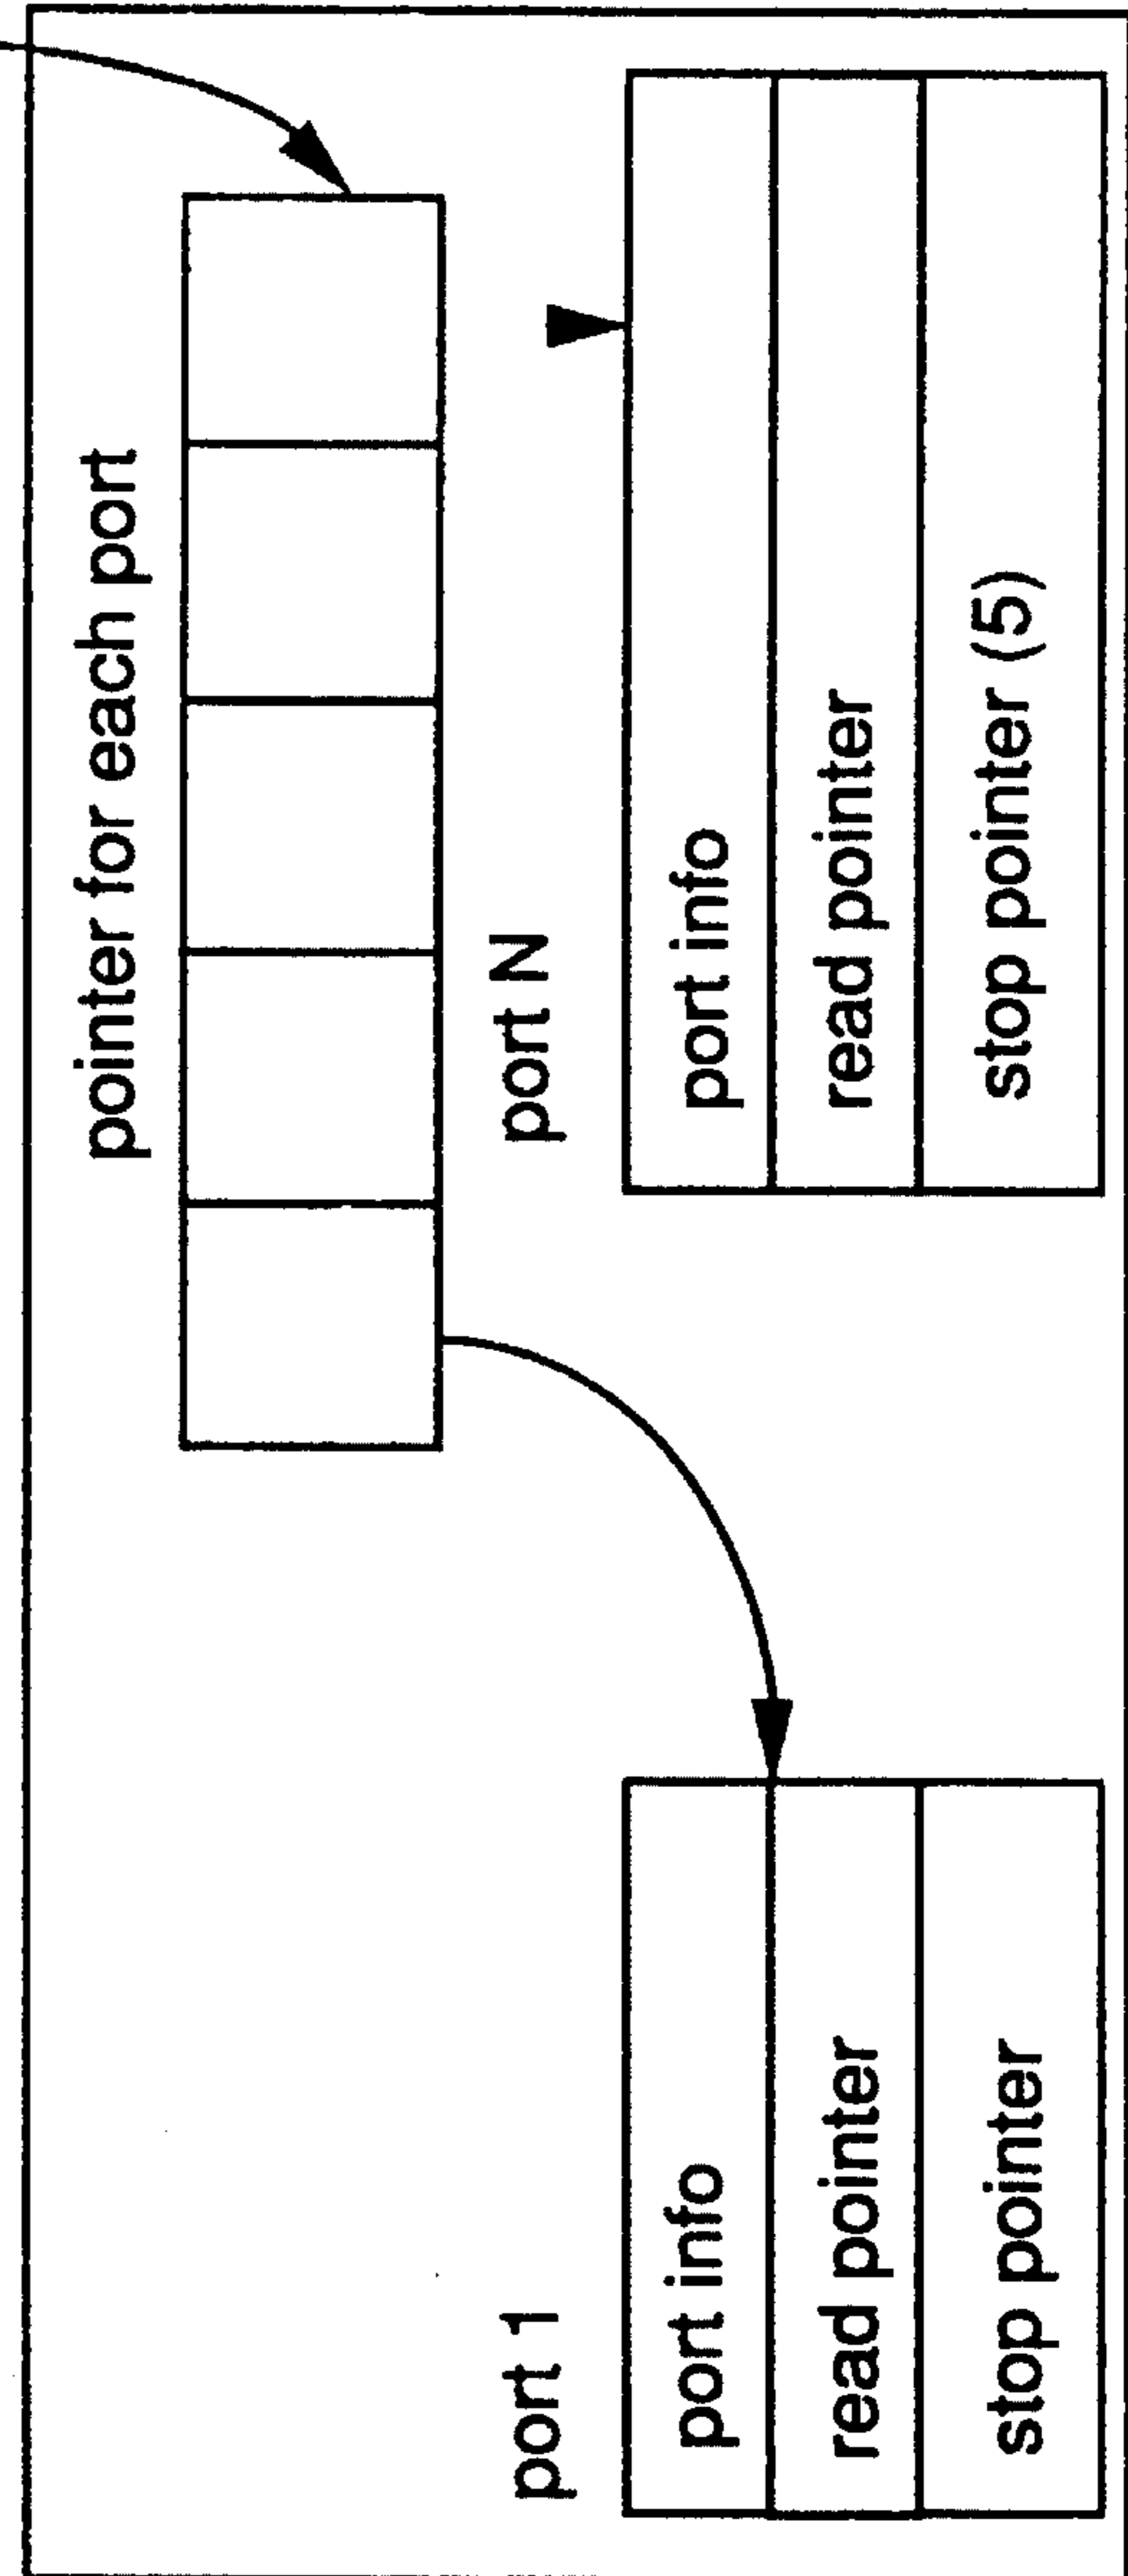 pointer for each port
port 1
port info
read pointer
stop pointer
port N
port info
read pointer
stop pointer (5)